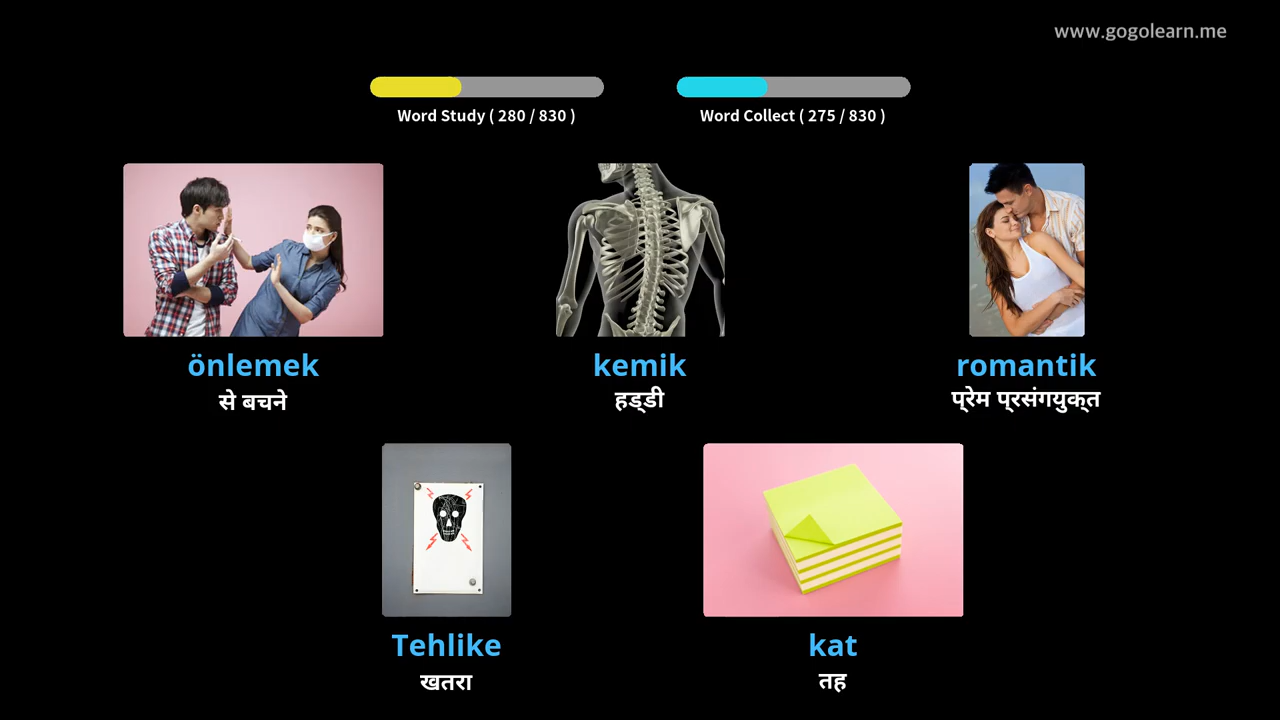 www.gogolearn.me
Word Study ( 280 / 830 )
Word Collect ( 275 / 830 )
önlemek
से बचने
kemik
हड्डी
romantik
प्रेम प्रसंगयुक्त
Tehlike
खतरा
kat
तह